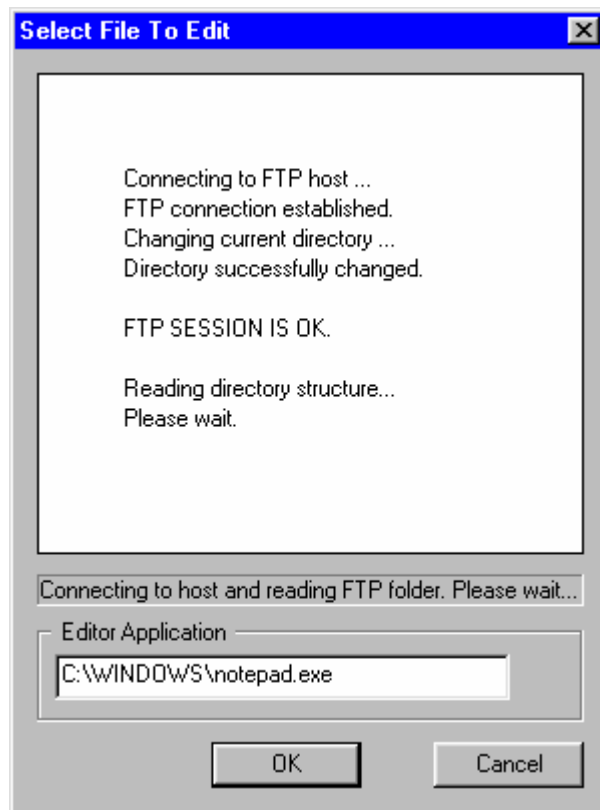 Select File To Edit
Connecting to FTP host ...
FTP connection established.
Changing current directory ...
Directory successfully changed.
FTP SESSION IS OK.
Reading directory structure...
Please wait.
Connecting to host and reading FTP folder. Please wait...
Editor Application
C:\WINDOWS\notepad.exe
OK Cancel